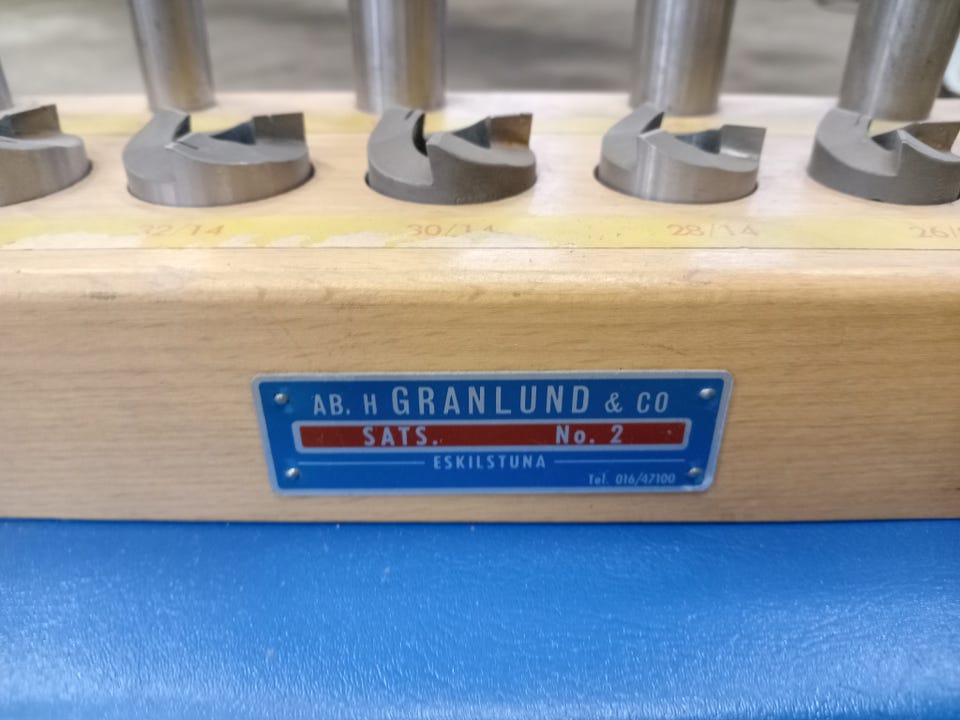 32/14 30/14 28/14
AB. H GRANLUND & CO
SATS. No. 2
ESKILSTUNA
Tel. 016/47100